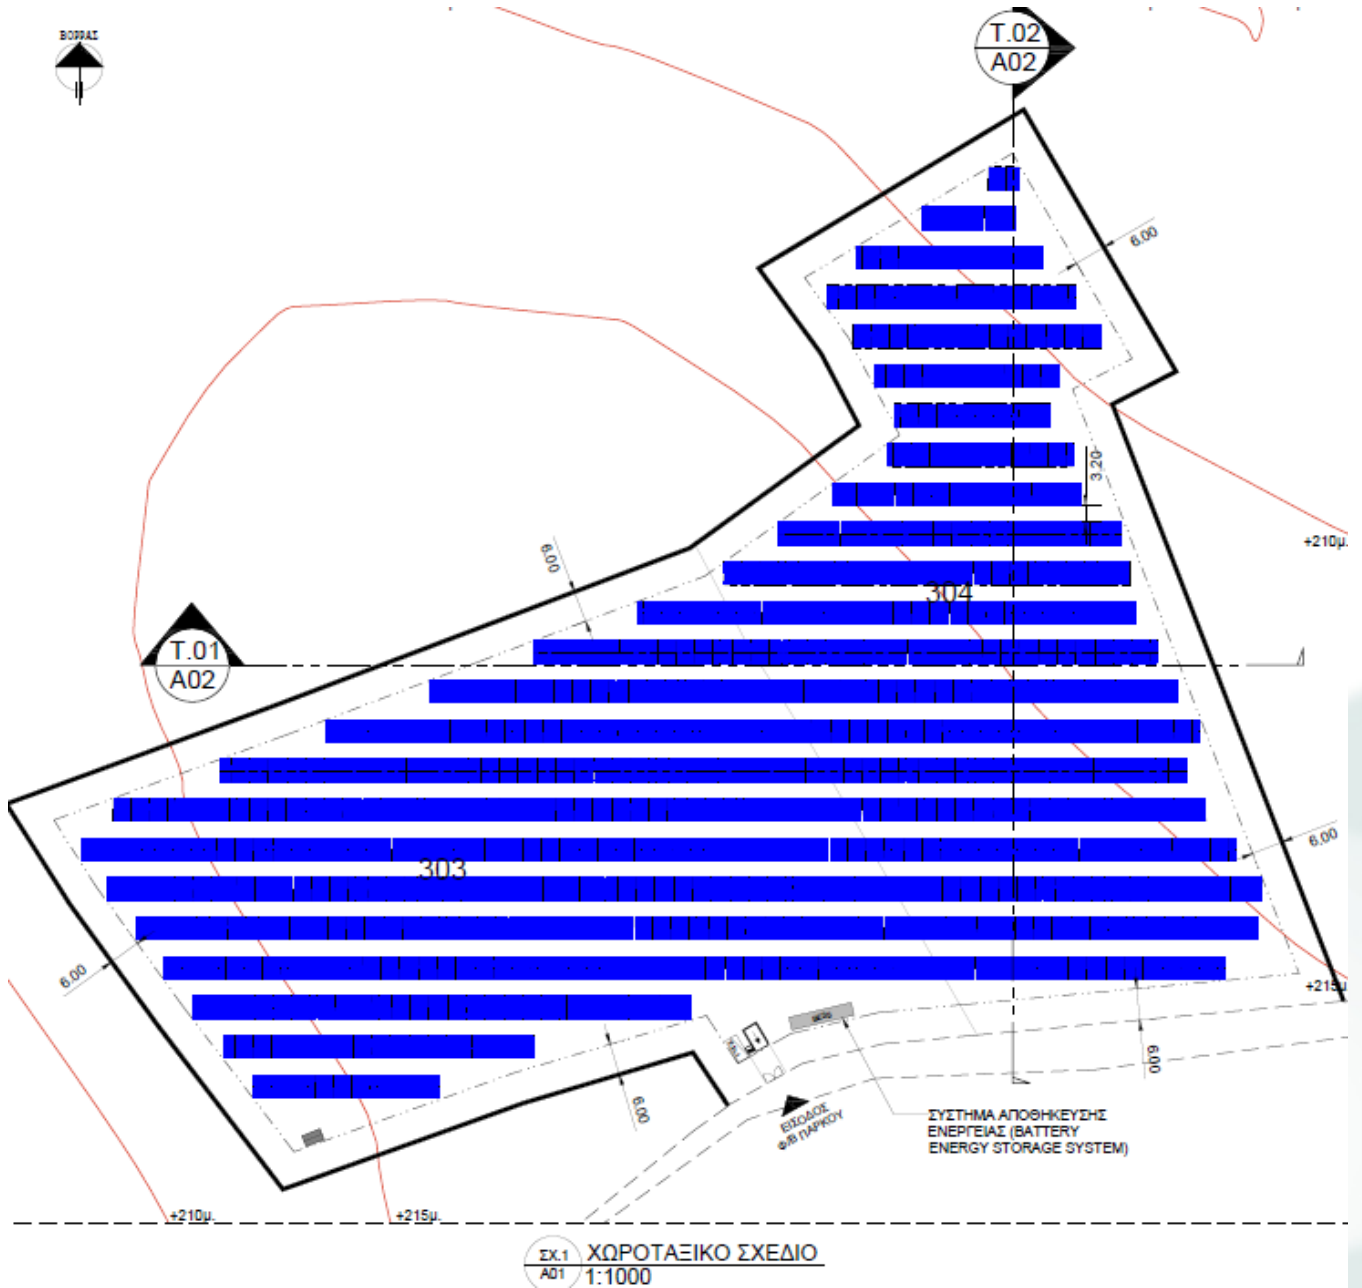 ΒΟΡΡΑΣ
T.02
A02
6.00
3.20
+210μ.
6.00
304
T.01
A02
303
6.00
6.00
+215μ
6.00
6.00
ΕΙΣΟΔΟΣ
Φ/Β ΠΑΡΚΟΥ
ΣΥΣΤΗΜΑ ΑΠΟΘΗΚΕΥΣΗΣ
ΕΝΕΡΓΕΙΑΣ (BATTERY
ENERGY STORAGE SYSTEM)
+210μ.
+215μ.
ΣΧ.1
A01
ΧΩΡΟΤΑΞΙΚΟ ΣΧΕΔΙΟ
1:1000